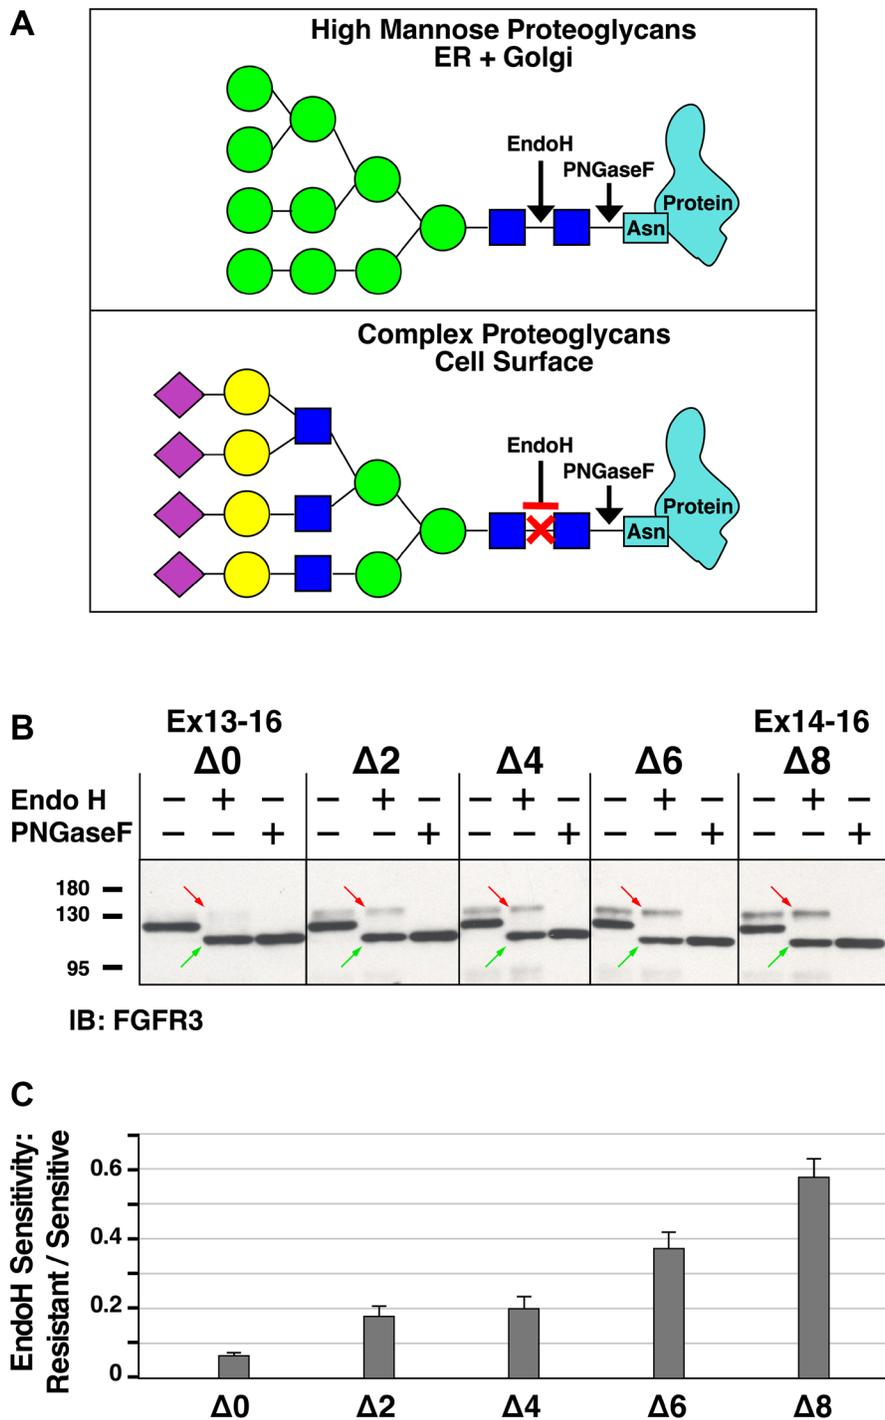 A
High Mannose Proteoglycans
ER + Golgi
EndoH
PNGaseF
Protein
Asn
Complex Proteoglycans
Cell Surface
EndoH
PNGaseF
Protein
Asn
B
Ex13-16 Ex14-16
Δ0 Δ2 Δ4 Δ6 Δ8
Endo H − + − − + − − + − − + − − + −
PNGaseF − − + − − + − − + − − + − − +
180
130
95
IB: FGFR3
C
EndoH Sensitivity:
Resistant / Sensitive
0.6
0.4
0.2
0
Δ0 Δ2 Δ4 Δ6 Δ8